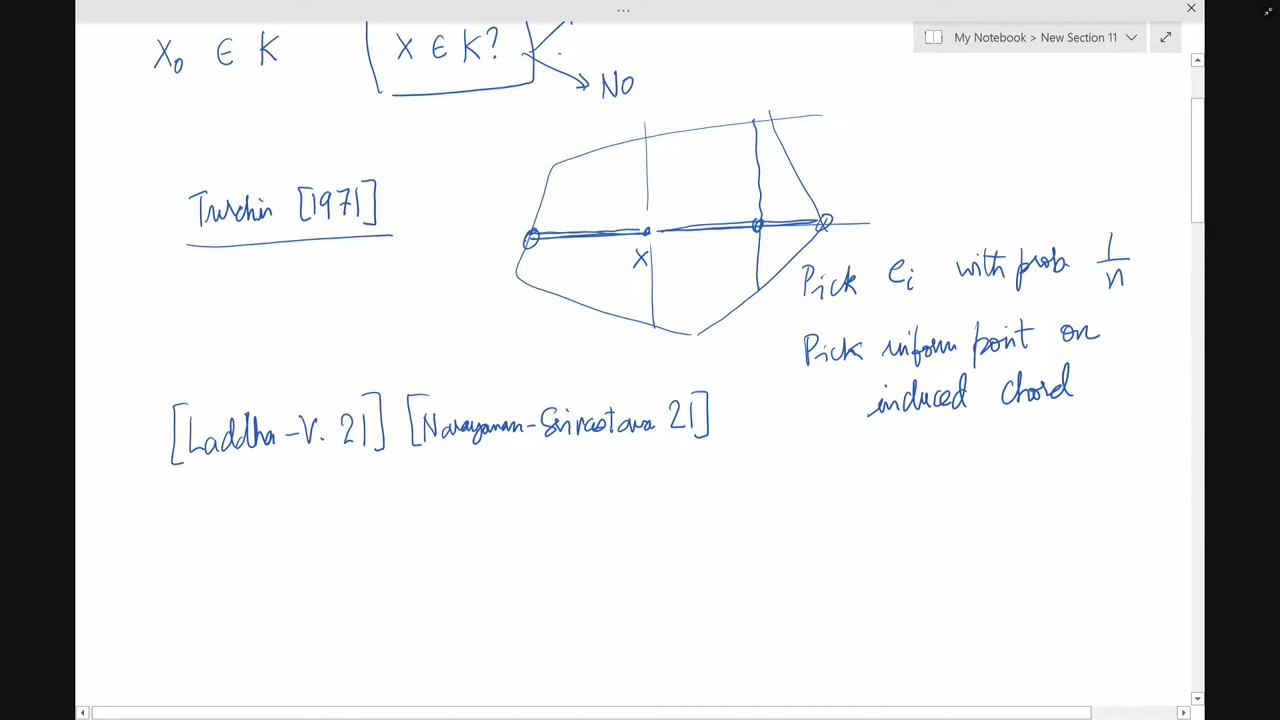 My Notebook > New Section 11
X₀ ∈ K
X ∈ K?
NO
[1971]
X
Pick eᵢ with prob 1/n
Pick uniform point on
induced chord
[Laddha-V. 21] [Narayanan-Srivastava 21]